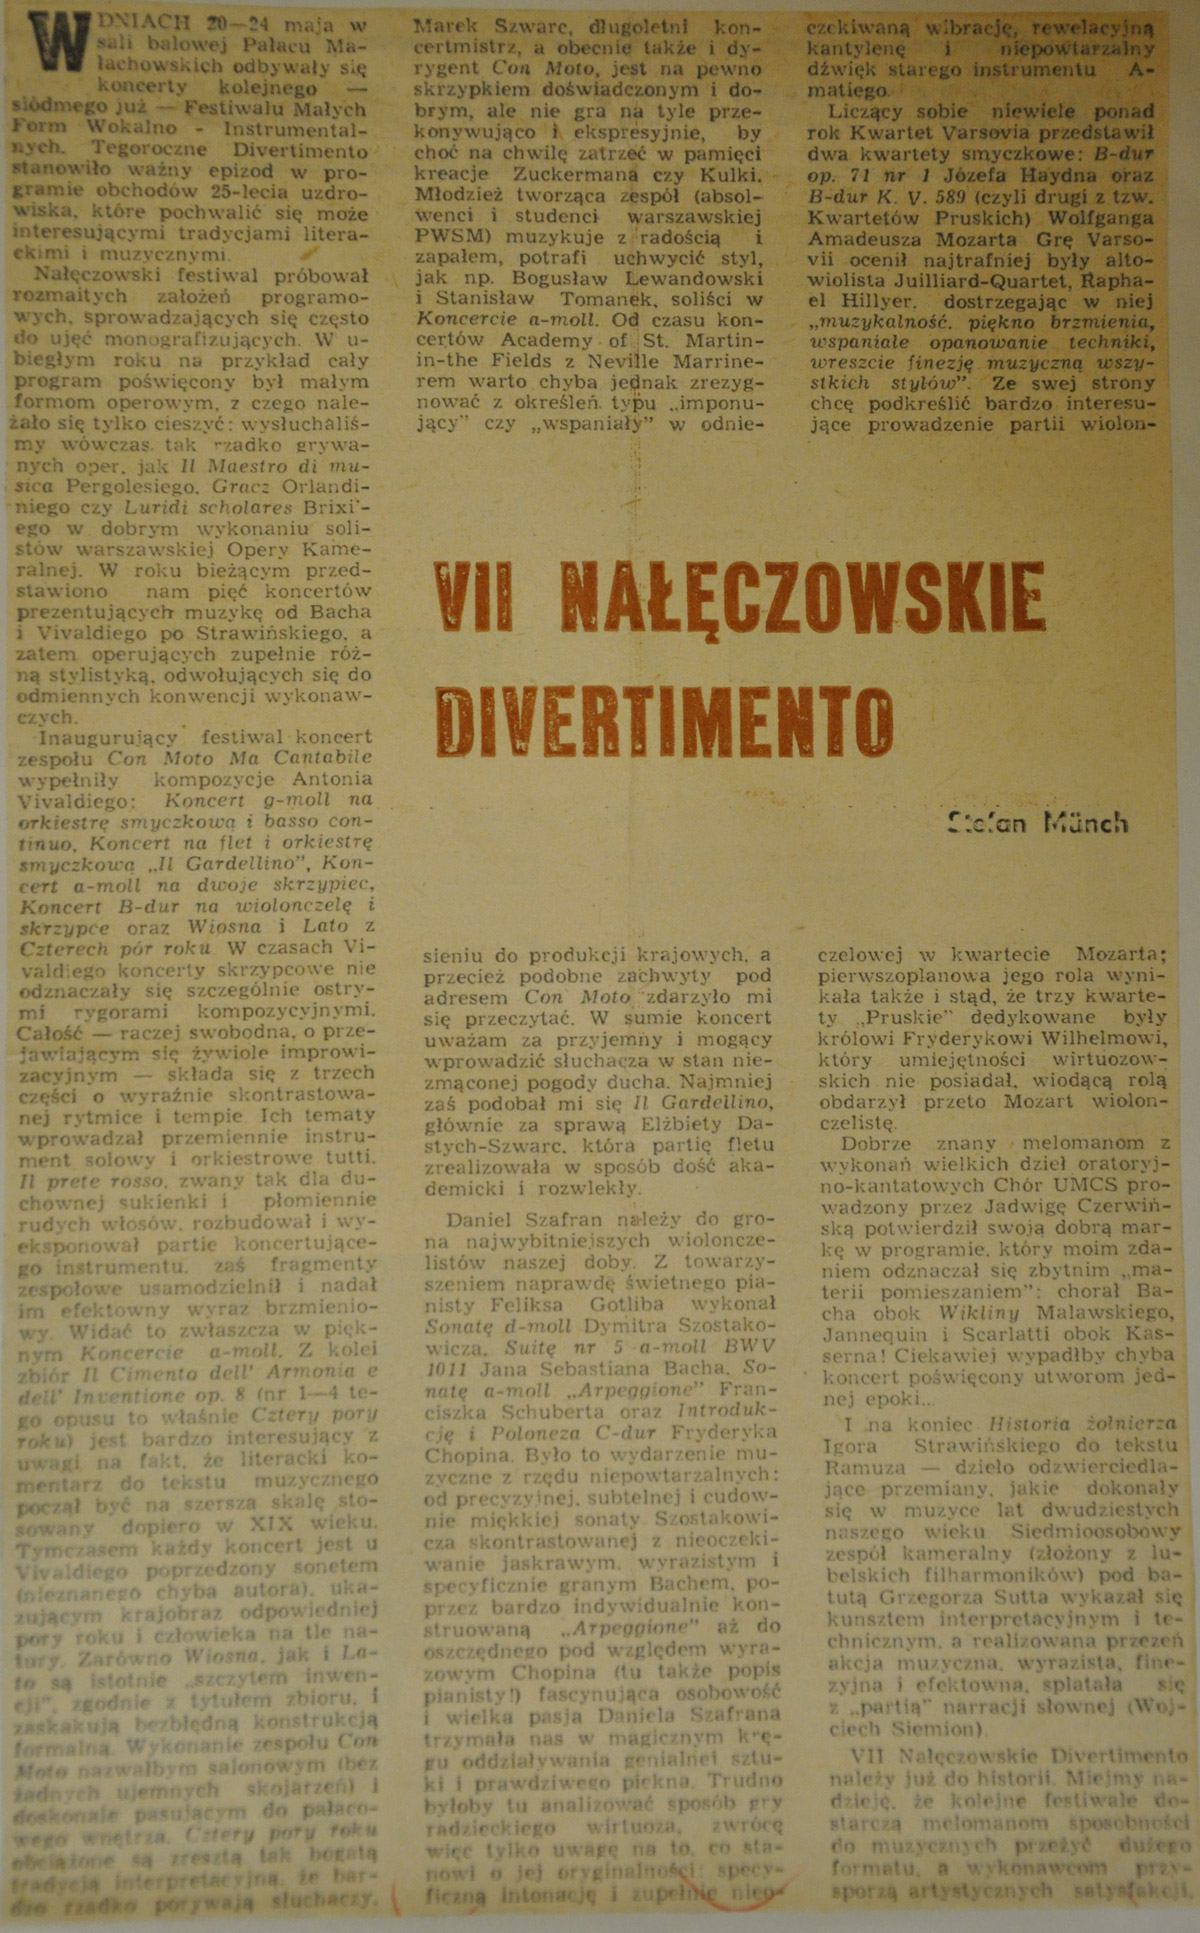 W DNIACH 20—24 maja w
sali balowej Pałacu Ma-
łachowskich odbywały się
koncerty kolejnego —
siódmego już — Festiwalu Małych
Form Wokalno - Instrumental-
nych. Tegoroczne Divertimento
stanowiło ważny epizod w pro-
gramie obchodów 25-lecia uzdro-
wiska, które pochwalić się może
interesującymi tradycjami litera-
ckimi i muzycznymi.
Nałęczowski festiwal próbował
rozmaitych założeń programo-
wych, sprowadzających się często
do ujęć monografizujących. W u-
biegłym roku na przykład cały
program poświęcony był małym
formom operowym, z czego nale-
żało się tylko cieszyć: wysłuchaliś-
my wówczas tak rzadko grywa-
nych oper, jak Il Maestro di mu-
sica Pergolesiego, Gracz Orlandi-
niego czy Luridi scholares Brixi'-
ego w dobrym wykonaniu soli-
stów warszawskiej Opery Kame-
ralnej. W roku bieżącym przed-
stawiono nam pięć koncertów
prezentujących muzykę od Bacha
i Vivaldiego po Strawińskiego, a
zatem operujących zupełnie róż-
ną stylistyką, odwołujących się do
odmiennych konwencji wykonaw-
czych.
Inaugurujący festiwal koncert
zespołu Con Moto Ma Cantabile
wypełniły kompozycje Antonia
Vivaldiego: Koncert g-moll na
orkiestrę smyczkową i basso con-
tinuo, Koncert na flet i orkiestrę
smyczkową „Il Gardellino”, Kon-
cert a-moll na dwoje skrzypiec,
Koncert B-dur na wiolonczelę i
skrzypce oraz Wiosna i Lato z
Czterech pór roku W czasach Vi-
valdiego koncerty skrzypcowe nie
odznaczały się szczególnie ostry-
mi rygorami kompozycyjnymi.
Całość — raczej swobodna, o prze-
jawiającym się żywiole improwi-
zacyjnym — składa się z trzech
części o wyraźnie skontrastowa-
nej rytmice i tempie Ich tematy
wprowadzał przemiennie instru-
ment solowy i orkiestrowe tutti.
Il prete rosso, zwany tak dla du-
chownej sukienki i płomiennie
rudych włosów, rozbudował i wy-
eksponował partie koncertujące-
go instrumentu, zaś fragmenty
zespołowe usamodzielnił i nadał
im efektowny wyraz brzmienio-
wy. Widać to zwłaszcza w pięk-
nym Koncercie a-moll. Z kolei
zbiór Il Cimento dell' Armonia e
dell' Inventione op. 8 (nr 1—4 te-
go opusu to właśnie Cztery pory
roku) jest bardzo interesujący z
uwagi na fakt, że literacki ko-
mentarz do tekstu muzycznego
począł być na szerszą skalę sto-
sowany dopiero w XIX wieku.
Tymczasem każdy koncert jest u
Vivaldiego poprzedzony sonetem
(nieznanego chyba autora), uka-
zującym krajobraz odpowiedniej
pory roku i człowieka na tle na-
tury. Zarówno Wiosna, jak i La-
to są istotnie „szczytem inwen-
cji”, zgodnie z tytułem zbioru, i
zaskakują bezbłędną konstrukcją
formalną. Wykonanie zespołu Con
Moto nazwałbym salonowym (bez
żadnych ujemnych skojarzeń) i
doskonale pasującym do pałaco-
wego wnętrza. Cztery pory roku
obciążone są zresztą tak bogatą
tradycją interpretacyjną, że bar-
dzo rzadko porywają słuchaczy.
Marek Szwarc, długoletni kon-
certmistrz, a obecnie także i dy-
rygent Con Moto, jest na pewno
skrzypkiem doświadczonym i do-
brym, ale nie gra na tyle prze-
konywująco i ekspresyjnie, by
choć na chwilę zatrzeć w pamięci
kreacje Zuckermana czy Kulki.
Młodzież tworząca zespół (absol-
wenci i studenci warszawskiej
PWSM) muzykuje z radością i
zapałem, potrafi uchwycić styl,
jak np. Bogusław Lewandowski
i Stanisław Tomanek, soliści w
Koncercie a-moll. Od czasu kon-
certów Academy of St. Martin-
in-the Fields z Neville Marrine-
rem warto chyba jednak zrezyg-
nować z określeń typu „imponu-
jący” czy „wspaniały” w odnie-
czekiwaną wibrację, rewelacyjną
kantylenę i niepowtarzalny
dźwięk starego instrumentu A-
matiego.
Liczący sobie niewiele ponad
rok Kwartet Varsovia przedstawił
dwa kwartety smyczkowe: B-dur
op. 71 nr 1 Józefa Haydna oraz
B-dur K. V. 589 (czyli drugi z tzw.
Kwartetów Pruskich) Wolfganga
Amadeusza Mozarta Grę Varso-
vii ocenił najtrafniej były alto-
wiolista Juilliard-Quartet, Rapha-
el Hillyer, dostrzegając w niej
„muzykalność, piękno brzmienia,
wspaniałe opanowanie techniki,
wreszcie finezję muzyczną wszy-
stkich stylów”. Ze swej strony
chcę podkreślić bardzo interesu-
jące prowadzenie partii wiolon-
VII NAŁĘCZOWSKIE
DIVERTIMENTO
Stefan Münch
sieniu do produkcji krajowych, a
przecież podobne zachwyty pod
adresem Con Moto zdarzyło mi
się przeczytać. W sumie koncert
uważam za przyjemny i mogący
wprowadzić słuchacza w stan nie-
zmąconej pogody ducha. Najmniej
zaś podobał mi się Il Gardellino,
głównie za sprawą Elżbiety Da-
stych-Szwarc, która partię fletu
zrealizowała w sposób dość aka-
demicki i rozwlekły.
Daniel Szafran należy do gro-
na najwybitniejszych wiolonczе-
listów naszej doby. Z towarzy-
szeniem naprawdę świetnego pia-
nisty Feliksa Gotliba wykonał
Sonatę d-moll Dymitra Szostako-
wicza, Suitę nr 5 a-moll BWV
1011 Jana Sebastiana Bacha, So-
natę a-moll „Arpeggione” Fran-
ciszka Schuberta oraz Introduk-
cję i Poloneza C-dur Fryderyka
Chopina. Było to wydarzenie mu-
zyczne z rzędu niepowtarzalnych:
od precyzyjnej, subtelnej i cudow-
nie miękkiej sonaty Szostakowi-
cza skontrastowanej z nieoczeki-
wanie jaskrawym, wyrazistym i
specyficznie granym Bachem, po-
przez bardzo indywidualnie kon-
struowaną „Arpeggione” aż do
oszczędnego pod względem wyra-
zowym Chopina (tu także popis
pianisty!) fascynująca osobowość
i wielka pasja Daniela Szafrana
trzymała nas w magicznym krę-
gu oddziaływania genialnej sztu-
ki i prawdziwego piękna. Trudno
byłoby tu analizować sposób gry
radzieckiego wirtuoza, zwrócę
więc tylko uwagę na to, co sta-
nowi o jej oryginalności: specy-
ficzną intonację i zupełnie nieo-
czelowej w kwartecie Mozarta;
pierwszoplanowa jego rola wyni-
kała także i stąd, że trzy kwarte-
ty „Pruskie” dedykowane były
królowi Fryderykowi Wilhelmowi,
który umiejętności wirtuozow-
skich nie posiadał, wiodącą rolą
obdarzył przeto Mozart wiolon-
czelistę.
Dobrze znany melomanom z
wykonań wielkich dzieł oratoryj-
no-kantatowych Chór UMCS pro-
wadzony przez Jadwigę Czerwiń-
ską potwierdził swoją dobrą mar-
kę w programie, który moim zda-
niem odznaczał się zbytnim „ma-
terii pomieszaniem”: chorał Ba-
cha obok Wikliny Malawskiego,
Jannequin i Scarlatti obok Kas-
serna! Ciekawiej wypadłby chyba
koncert poświęcony utworom jed-
nej epoki...
I na koniec Historia żołnierza
Igora Strawińskiego do tekstu
Ramuza — dzieło odzwierciedla-
jące przemiany, jakie dokonały
się w muzyce lat dwudziestych
naszego wieku Siedmioosobowy
zespół kameralny (złożony z lu-
belskich filharmoników) pod ba-
tutą Grzegorza Sutta wykazał się
kunsztem interpretacyjnym i te-
chnicznym, a realizowana przezeń
akcja muzyczna, wyrazista, fine-
zyjna i efektowna, splatała się
z „partią” narracji słownej (Woj-
ciech Siemion).
VII Nałęczowskie Divertimento
należy już do historii. Miejmy na-
dzieję, że kolejne festiwale do-
starczą melomanom sposobności
do muzycznych przeżyć dużego
formatu, a wykonawcom przy-
sporzą artystycznych satysfakcji.